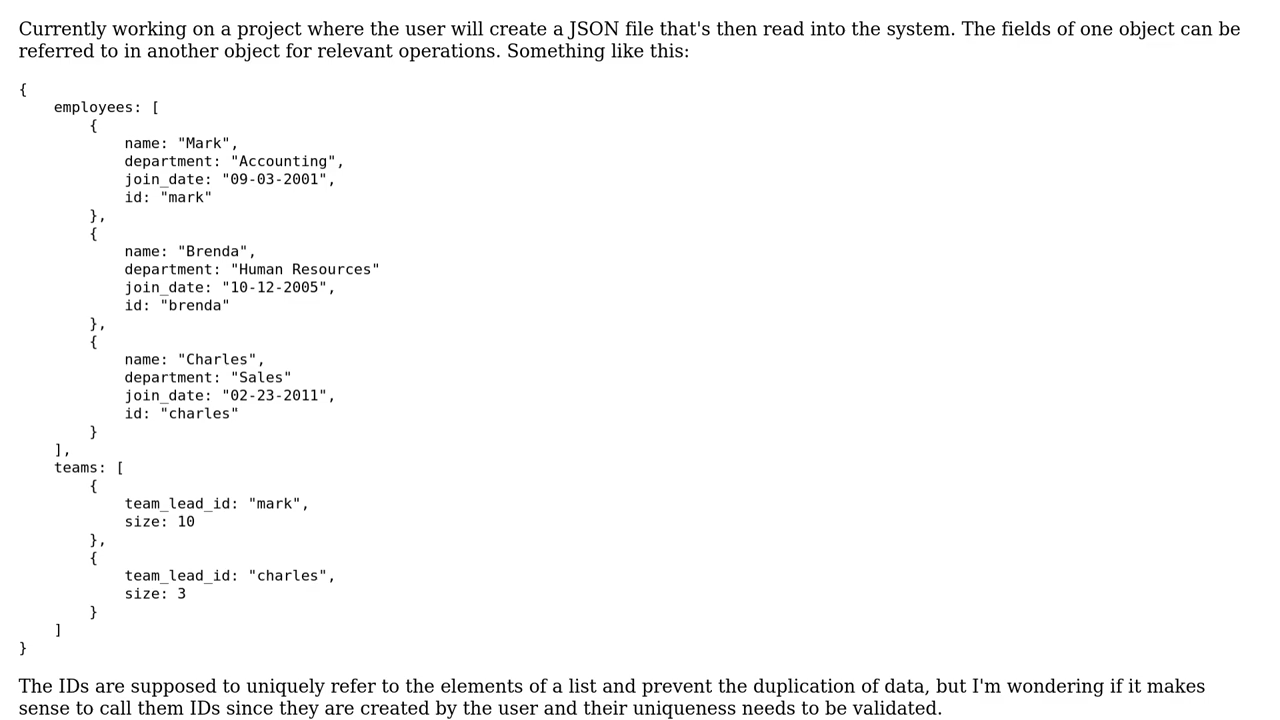 Currently working on a project where the user will create a JSON file that's then read into the system. The fields of one object can be
referred to in another object for relevant operations. Something like this:
{
    employees: [
        {
            name: "Mark",
            department: "Accounting",
            join_date: "09-03-2001",
            id: "mark"
        },
        {
            name: "Brenda",
            department: "Human Resources"
            join_date: "10-12-2005",
            id: "brenda"
        },
        {
            name: "Charles",
            department: "Sales"
            join_date: "02-23-2011",
            id: "charles"
        }
    ],
    teams: [
        {
            team_lead_id: "mark",
            size: 10
        },
        {
            team_lead_id: "charles",
            size: 3
        }
    ]
}
The IDs are supposed to uniquely refer to the elements of a list and prevent the duplication of data, but I'm wondering if it makes
sense to call them IDs since they are created by the user and their uniqueness needs to be validated.